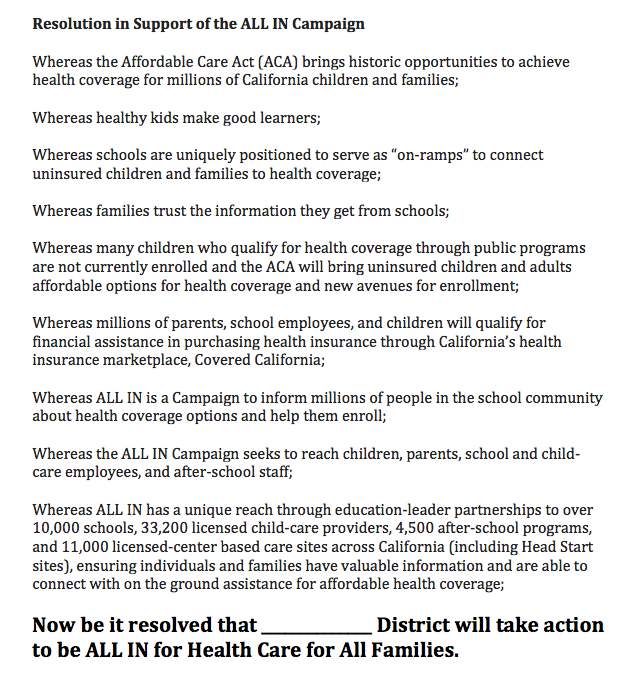 Resolution in Support of the ALL IN Campaign
Whereas the Affordable Care Act (ACA) brings historic opportunities to achieve
health coverage for millions of California children and families;
Whereas healthy kids make good learners;
Whereas schools are uniquely positioned to serve as “on-ramps” to connect
uninsured children and families to health coverage;
Whereas families trust the information they get from schools;
Whereas many children who qualify for health coverage through public programs
are not currently enrolled and the ACA will bring uninsured children and adults
affordable options for health coverage and new avenues for enrollment;
Whereas millions of parents, school employees, and children will qualify for
financial assistance in purchasing health insurance through California’s health
insurance marketplace, Covered California;
Whereas ALL IN is a Campaign to inform millions of people in the school community
about health coverage options and help them enroll;
Whereas the ALL IN Campaign seeks to reach children, parents, school and child-
care employees, and after-school staff;
Whereas ALL IN has a unique reach through education-leader partnerships to over
10,000 schools, 33,200 licensed child-care providers, 4,500 after-school programs,
and 11,000 licensed-center based care sites across California (including Head Start
sites), ensuring individuals and families have valuable information and are able to
connect with on the ground assistance for affordable health coverage;
Now be it resolved that ____________ District will take action
to be ALL IN for Health Care for All Families.